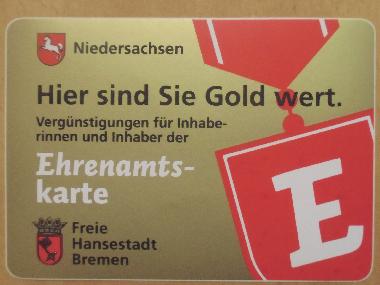 Niedersachsen
Hier sind Sie Gold wert.
Vergünstigungen für Inhabe-
rinnen und Inhaber der
Ehrenamts-
karte
Freie
Hansestadt
Bremen
E